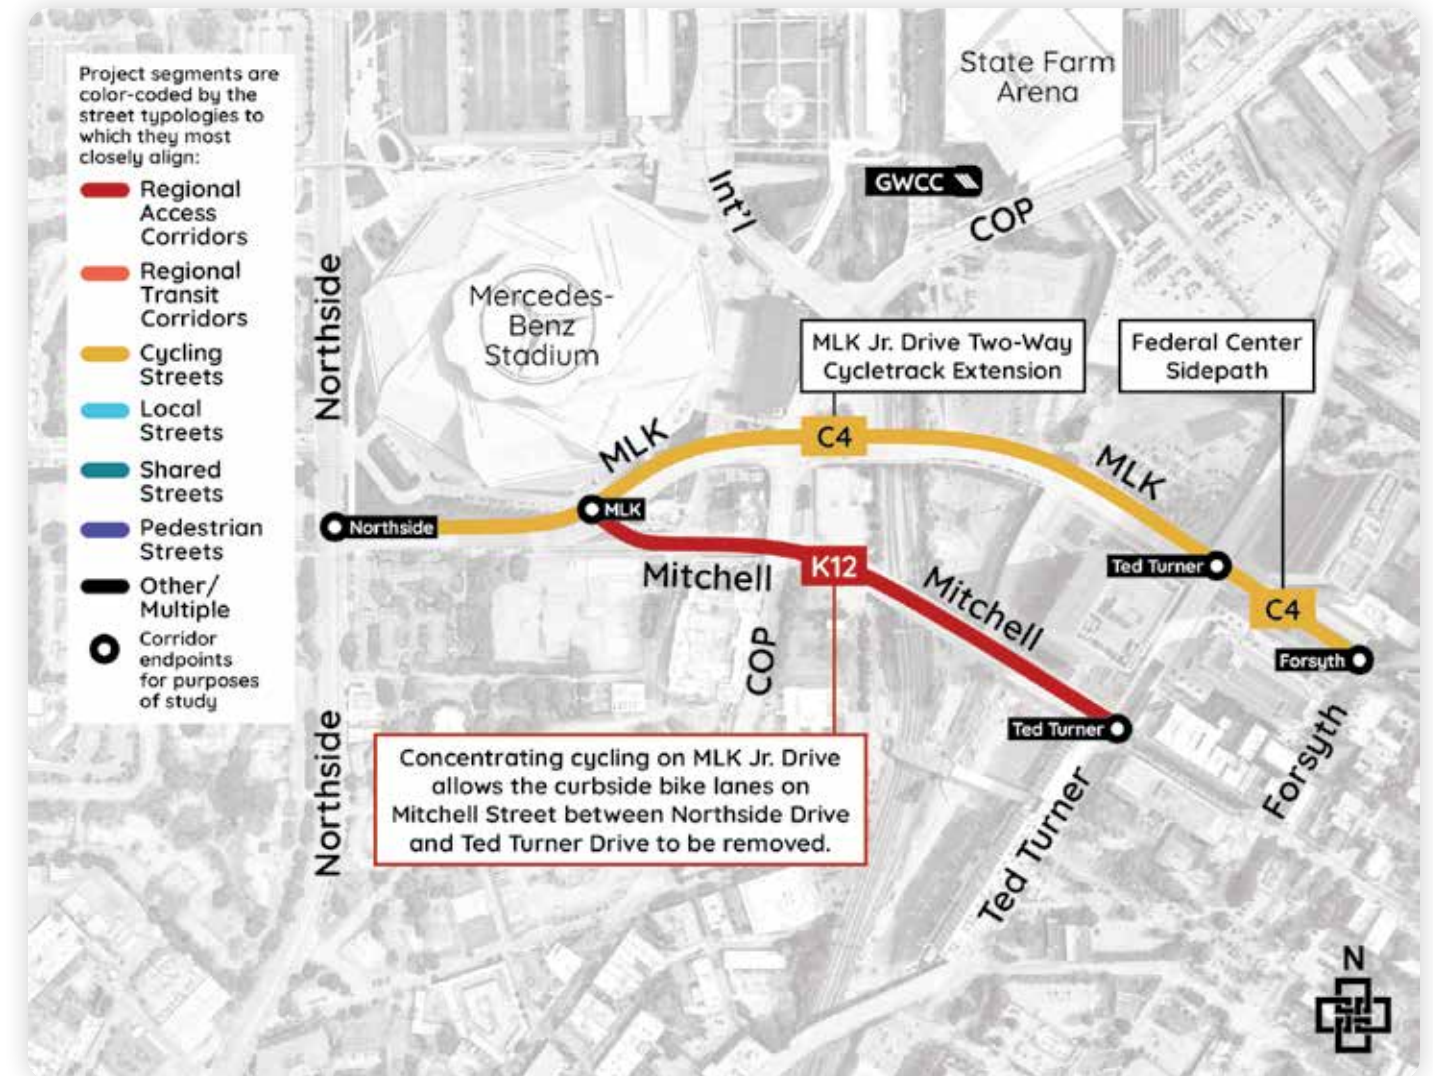 Project segments are
color-coded by the
street typologies to
which they most
closely align:
Regional
Access
Corridors
Regional
Transit
Corridors
Cycling
Streets
Local
Streets
Shared
Streets
Pedestrian
Streets
Other/
Multiple
Corridor
endpoints
for purposes
of study
State Farm
Arena
GWCC
Int'l
COP
Northside
Mercedes-
Benz
Stadium
MLK Jr. Drive Two-Way
Cycletrack Extension
Federal Center
Sidepath
MLK
C4
MLK
MLK
Northside
Ted Turner
K12
Mitchell
Mitchell
C4
Forsyth
COP
Ted Turner
Northside
Forsyth
Ted Turner
Concentrating cycling on MLK Jr. Drive
allows the curbside bike lanes on
Mitchell Street between Northside Drive
and Ted Turner Drive to be removed.
N